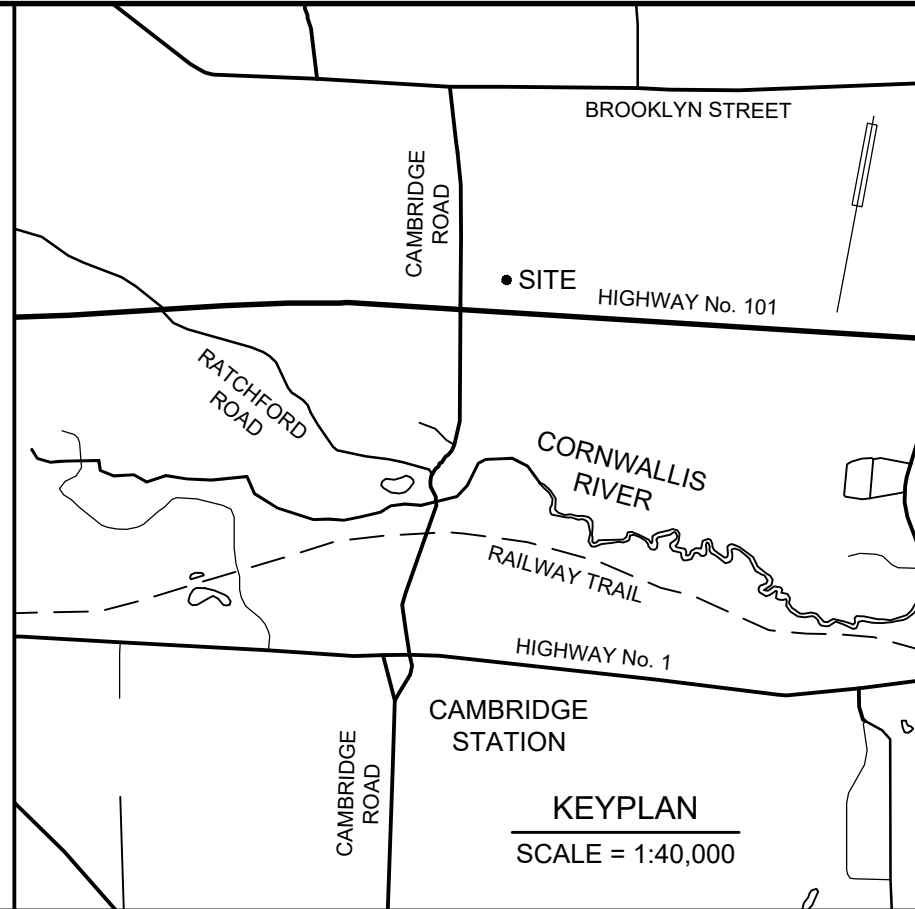 BROOKLYN STREET
CAMBRIDGE
ROAD
SITE
HIGHWAY No. 101
RATCHFORD
ROAD
CORNWALLIS
RIVER
RAILWAY TRAIL
HIGHWAY No. 1
CAMBRIDGE
STATION
CAMBRIDGE
ROAD
KEYPLAN
SCALE = 1:40,000